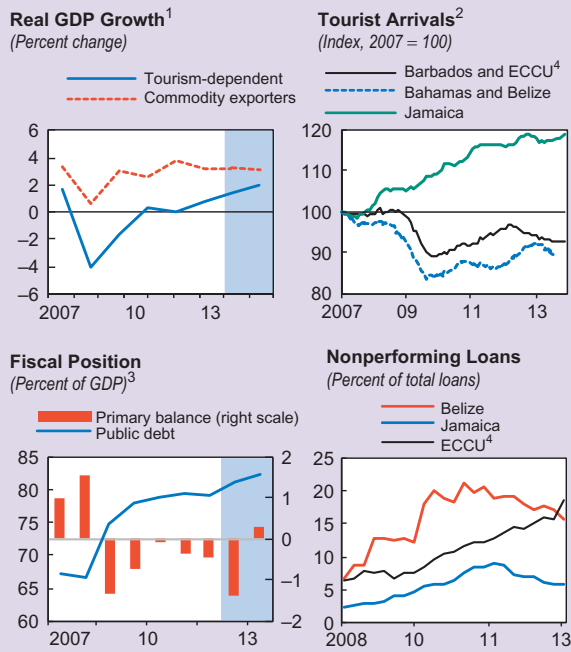 Real GDP Growth1
(Percent change)
Tourism-dependent
Commodity exporters
6
4
2
0
–2
–4
–6
2007 10 13
Tourist Arrivals2
(Index, 2007 = 100)
Barbados and ECCU4
Bahamas and Belize
Jamaica
120
110
100
90
80
2007 09 11 13
Fiscal Position
(Percent of GDP)3
Primary balance (right scale)
Public debt
85 2
80 1
75
70 0
65 –1
60 –2
2007 10 13
Nonperforming Loans
(Percent of total loans)
Belize
Jamaica
ECCU4
25
20
15
10
5
0
2008 10 11 13